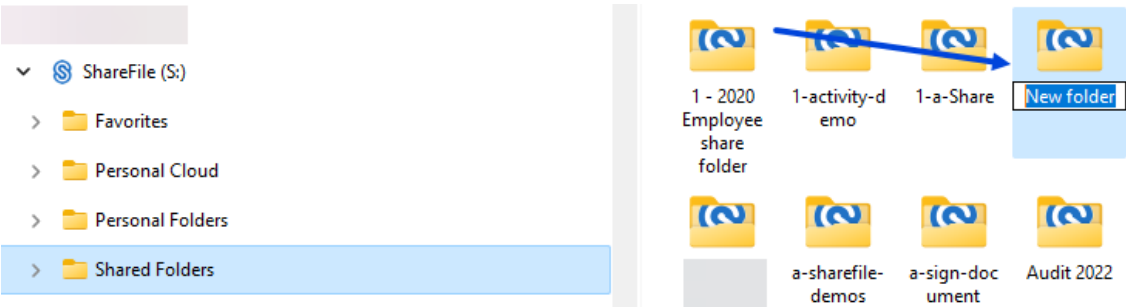 ShareFile (S:)
Favorites
Personal Cloud
Personal Folders
Shared Folders
1 - 2020
Employee
share
folder
1-activity-d
emo
1-a-Share
New folder
a-sharefile-
demos
a-sign-doc
ument
Audit 2022